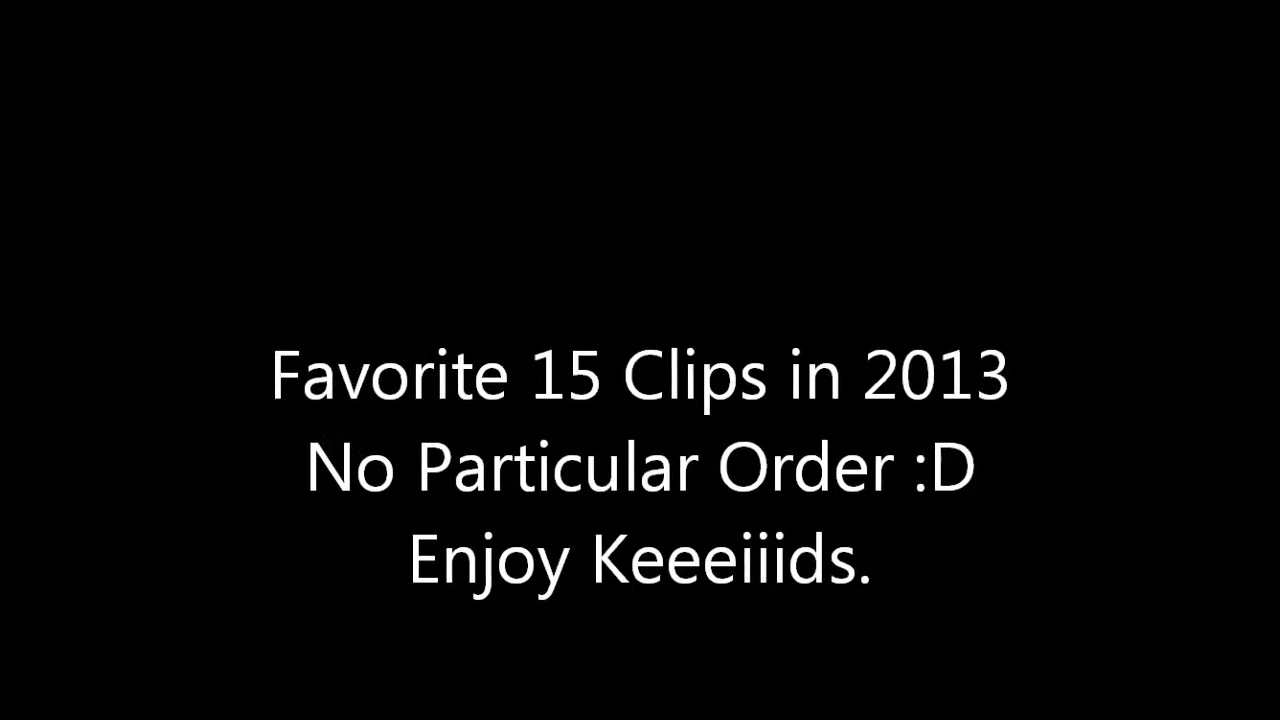 Favorite 15 Clips in 2013
No Particular Order :D
Enjoy Keeeiiids.